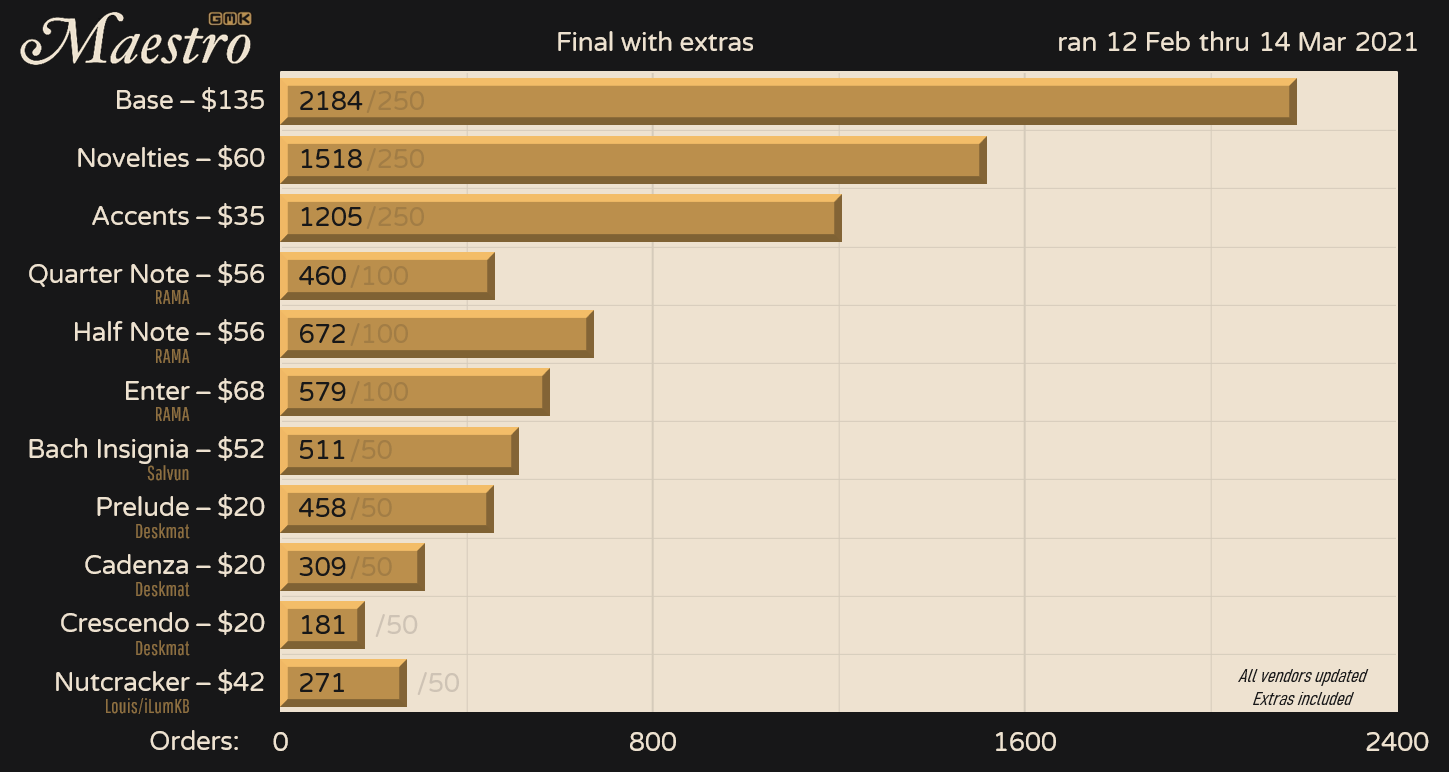 GMK
Maestro
Final with extras
ran 12 Feb thru 14 Mar 2021
Base – $135
2184/250
Novelties – $60
1518/250
Accents – $35
1205/250
Quarter Note – $56
RAMA
460/100
Half Note – $56
RAMA
672/100
Enter – $68
RAMA
579/100
Bach Insignia – $52
Salvun
511/50
Prelude – $20
Deskmat
458/50
Cadenza – $20
Deskmat
309/50
Crescendo – $20
Deskmat
181 /50
Nutcracker – $42
Louis/iLumKB
271 /50
All vendors updated
Extras included
Orders: 0 800 1600 2400